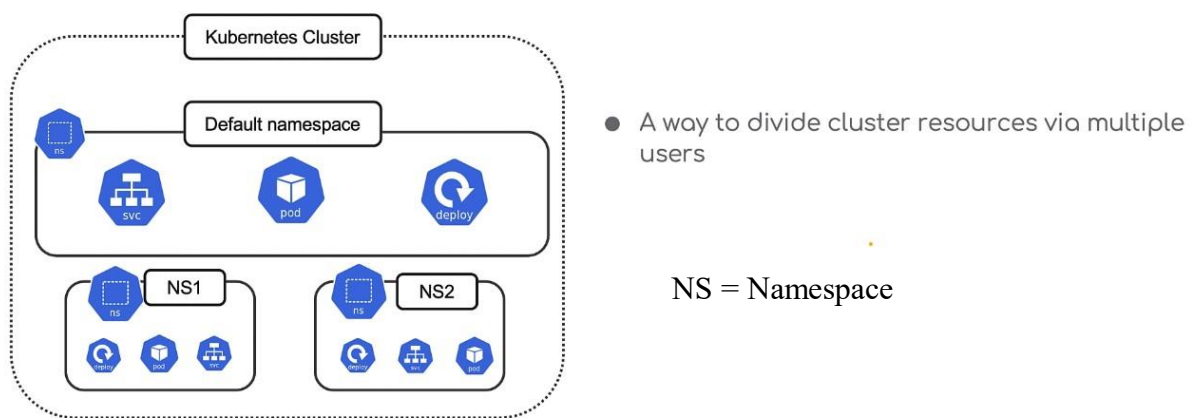 Kubernetes Cluster
Default namespace
ns
svc
pod
deploy
NS1
ns
deploy
pod
svc
NS2
ns
deploy
svc
pod
● A way to divide cluster resources via multiple
users
NS = Namespace